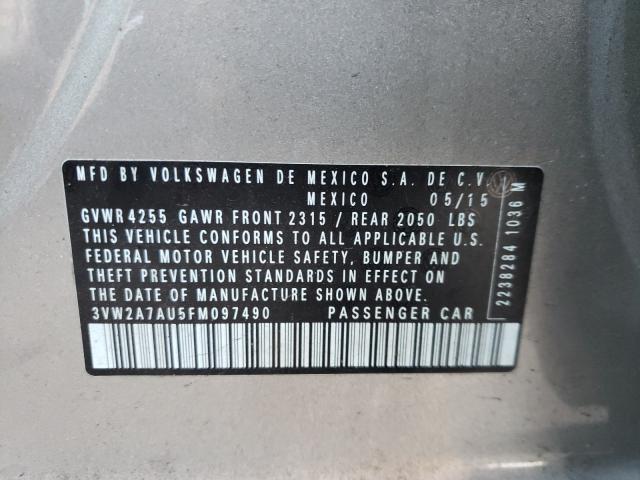 MFD BY VOLKSWAGEN DE MEXICO S.A. DE C.V.
MEXICO 05/15
GVWR 4255 GAWR FRONT 2315 / REAR 2050 LBS
THIS VEHICLE CONFORMS TO ALL APPLICABLE U.S.
FEDERAL MOTOR VEHICLE SAFETY, BUMPER AND
THEFT PREVENTION STANDARDS IN EFFECT ON
THE DATE OF MANUFACTURE SHOWN ABOVE.
3VW2A7AU5FM097490 PASSENGER CAR
2238284 1036 M